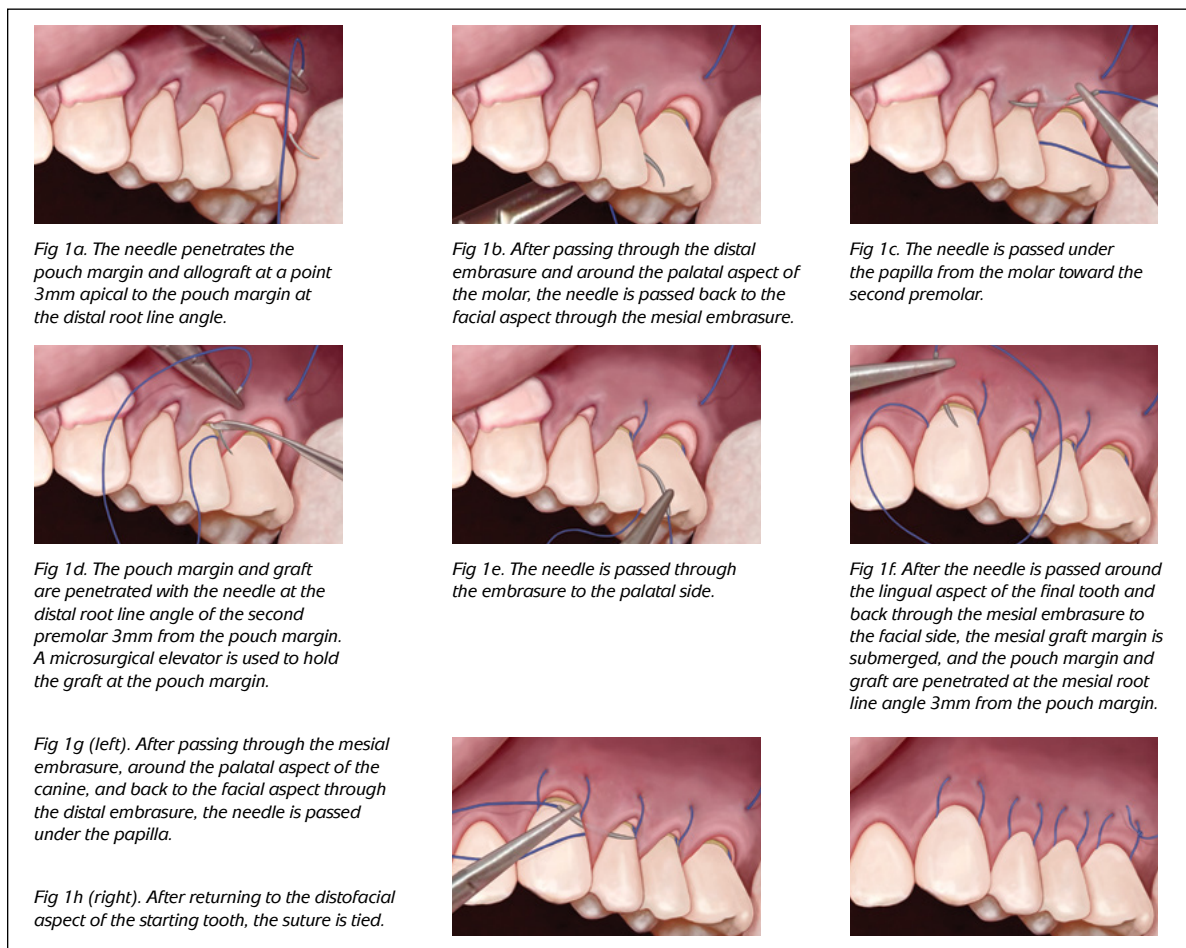 Fig 1a. The needle penetrates the
pouch margin and allograft at a point
3mm apical to the pouch margin at
the distal root line angle.
Fig 1b. After passing through the distal
embrasure and around the palatal aspect of
the molar, the needle is passed back to the
facial aspect through the mesial embrasure.
Fig 1c. The needle is passed under
the papilla from the molar toward the
second premolar.
Fig 1d. The pouch margin and graft
are penetrated with the needle at the
distal root line angle of the second
premolar 3mm from the pouch margin.
A microsurgical elevator is used to hold
the graft at the pouch margin.
Fig 1e. The needle is passed through
the embrasure to the palatal side.
Fig 1f. After the needle is passed around
the lingual aspect of the final tooth and
back through the mesial embrasure to
the facial side, the mesial graft margin is
submerged, and the pouch margin and
graft are penetrated at the mesial root
line angle 3mm from the pouch margin.
Fig 1g (left). After passing through the mesial
embrasure, around the palatal aspect of the
canine, and back to the facial aspect through
the distal embrasure, the needle is passed
under the papilla.
Fig 1h (right). After returning to the distofacial
aspect of the starting tooth, the suture is tied.